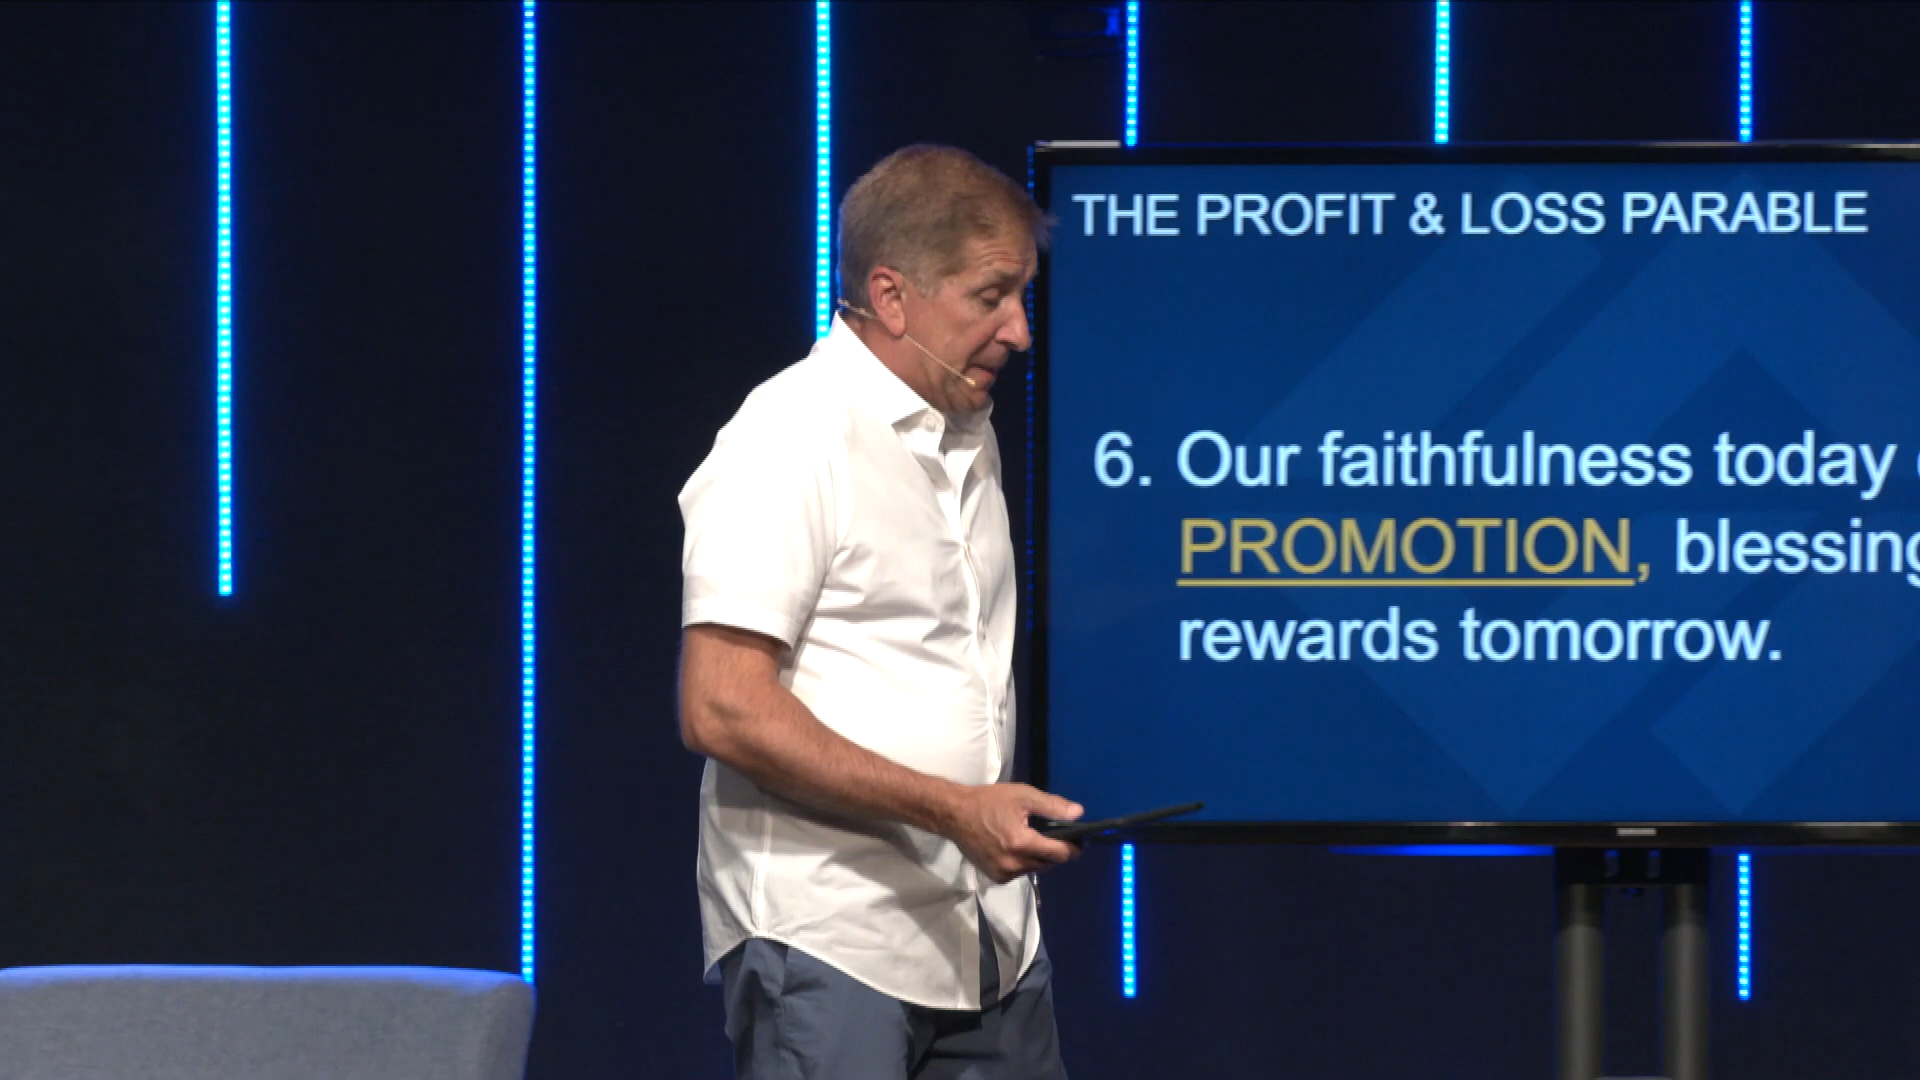 THE PROFIT & LOSS PARABLE
6. Our faithfulness today
PROMOTION, blessing
rewards tomorrow.